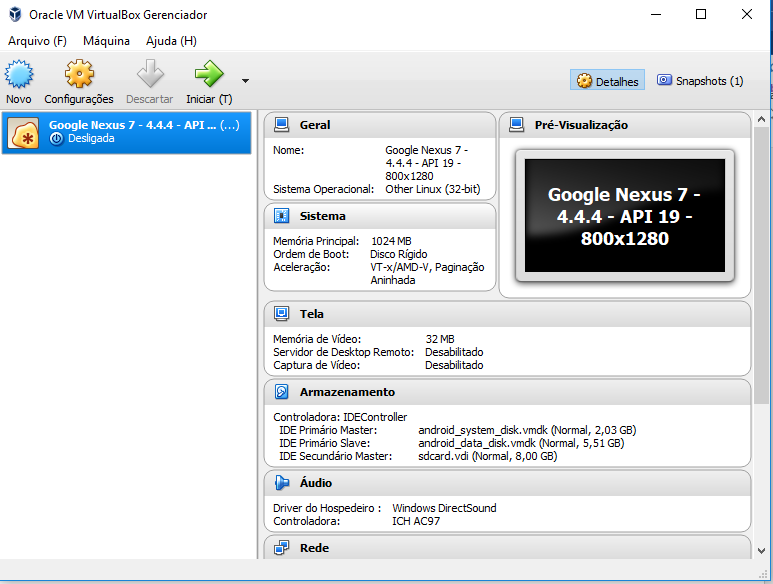 Oracle VM VirtualBox Gerenciador
Arquivo (F) Máquina Ajuda (H)
Novo Configurações Descartar Iniciar (T) Detalhes Snapshots (1)
Google Nexus 7 - 4.4.4 - API ... (...)
Desligada
Geral
Nome: Google Nexus 7 -
4.4.4 - API 19 -
800x1280
Sistema Operacional: Other Linux (32-bit)
Sistema
Memória Principal: 1024 MB
Ordem de Boot: Disco Rígido
Aceleração: VT-x/AMD-V, Paginação
Aninhada
Pré-Visualização
Google Nexus 7 -
4.4.4 - API 19 -
800x1280
Tela
Memória de Vídeo: 32 MB
Servidor de Desktop Remoto: Desabilitado
Captura de Vídeo: Desabilitado
Armazenamento
Controladora: IDEController
IDE Primário Master: android_system_disk.vmdk (Normal, 2,03 GB)
IDE Primário Slave: android_data_disk.vmdk (Normal, 5,51 GB)
IDE Secundário Master: sdcard.vdi (Normal, 8,00 GB)
Áudio
Driver do Hospedeiro : Windows DirectSound
Controladora: ICH AC97
Rede